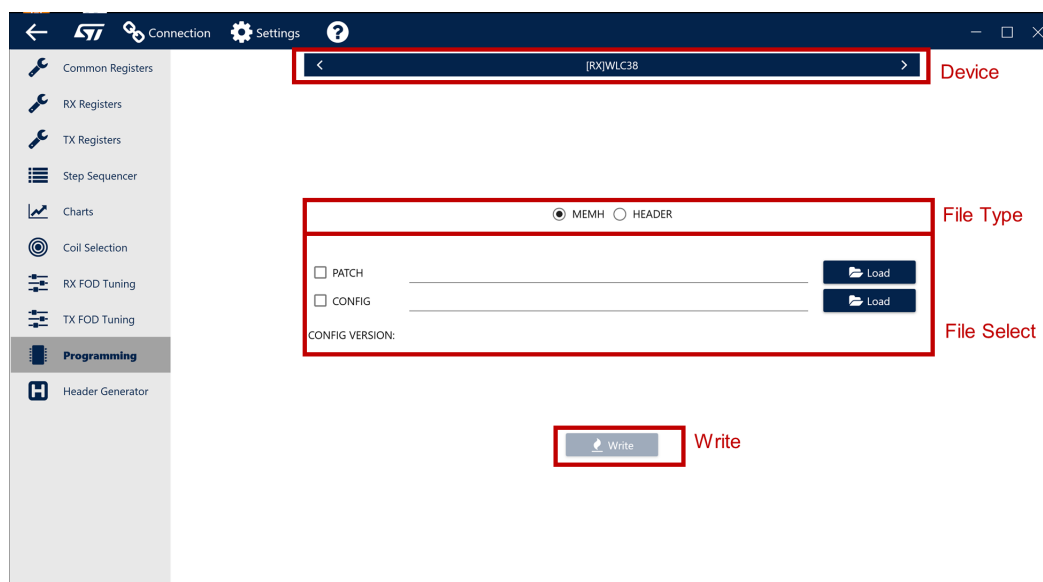 Connection Settings ?
Common Registers
RX Registers
TX Registers
Step Sequencer
Charts
Coil Selection
RX FOD Tuning
TX FOD Tuning
Programming
H Header Generator
[RX]WLC38
Device
MEMH HEADER
File Type
PATCH Load
CONFIG Load
CONFIG VERSION:
File Select
Write
Write